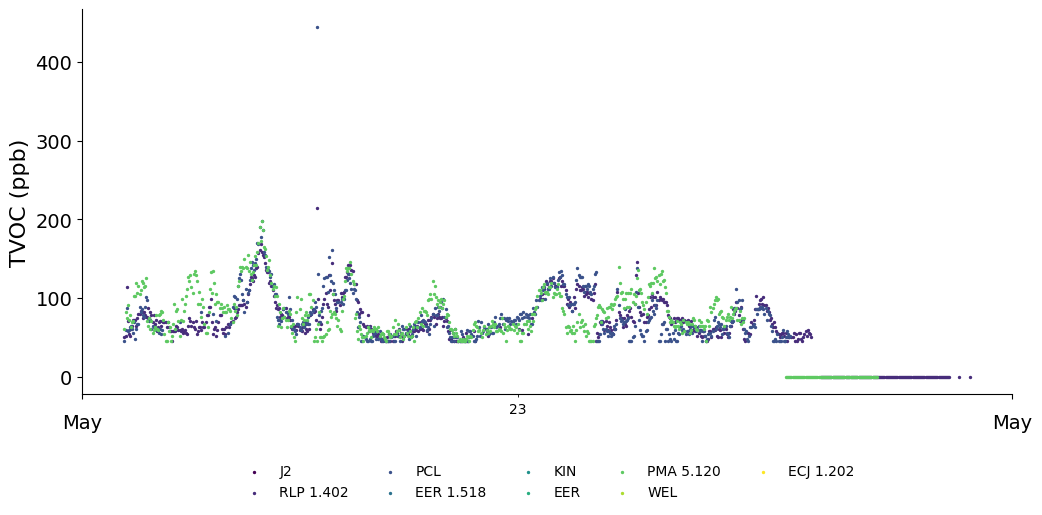 TVOC (ppb)
400
300
200
100
0
23
May
May
J2
PCL
KIN
PMA 5.120
ECJ 1.202
RLP 1.402
EER 1.518
EER
WEL